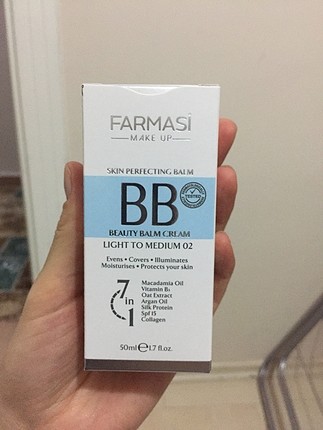 FARMASİ
MAKE UP
SKIN PERFECTING BALM
BB
TESTED
BEAUTY BALM CREAM
LIGHT TO MEDIUM 02
Evens • Covers • Illuminates
Moisturises • Protects your skin
7 in 1
Macadamia Oil
Vitamin B₃
Oat Extract
Argan Oil
Silk Protein
Spf 15
Collagen
50ml ℮ 1.7 fl.oz.